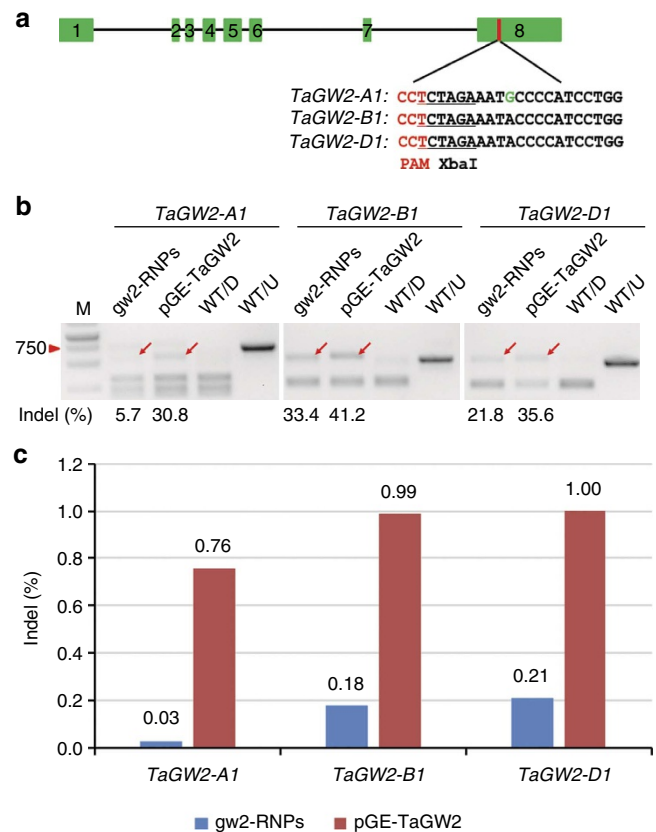 a
1 2 3 4 5 6 7 8
TaGW2-A1: CCTCTAGAAATGCCCCATCCTGG
TaGW2-B1: CCTCTAGAAATACCCCATCCTGG
TaGW2-D1: CCTCTAGAAATACCCCATCCTGG
PAM XbaI
b
TaGW2-A1 TaGW2-B1 TaGW2-D1
M gw2-RNPs pGE-TaGW2 WT/D WT/U gw2-RNPs pGE-TaGW2 WT/D WT/U gw2-RNPs pGE-TaGW2 WT/D WT/U
750
Indel (%) 5.7 30.8 33.4 41.2 21.8 35.6
c
Indel (%)
1.2
1.0
0.8
0.6
0.4
0.2
0.0
0.03 0.76 0.18 0.99 0.21 1.00
TaGW2-A1 TaGW2-B1 TaGW2-D1
gw2-RNPs pGE-TaGW2